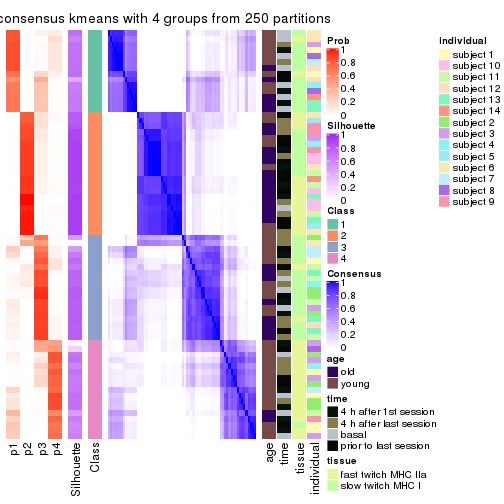 consensus kmeans with 4 groups from 250 partitions
p1
p2
p3
p4
Silhouette
Class
age
time
tissue
individual
Prob
1
0.8
0.6
0.4
0.2
0
Silhouette
1
0.8
0.6
0.4
0.2
0
Class
1
2
3
4
Consensus
1
0.8
0.6
0.4
0.2
0
age
old
young
time
4 h after 1st session
4 h after last session
basal
prior to last session
tissue
fast twitch MHC IIa
slow twitch MHC I
individual
subject 1
subject 10
subject 11
subject 12
subject 13
subject 14
subject 2
subject 3
subject 4
subject 5
subject 6
subject 7
subject 8
subject 9